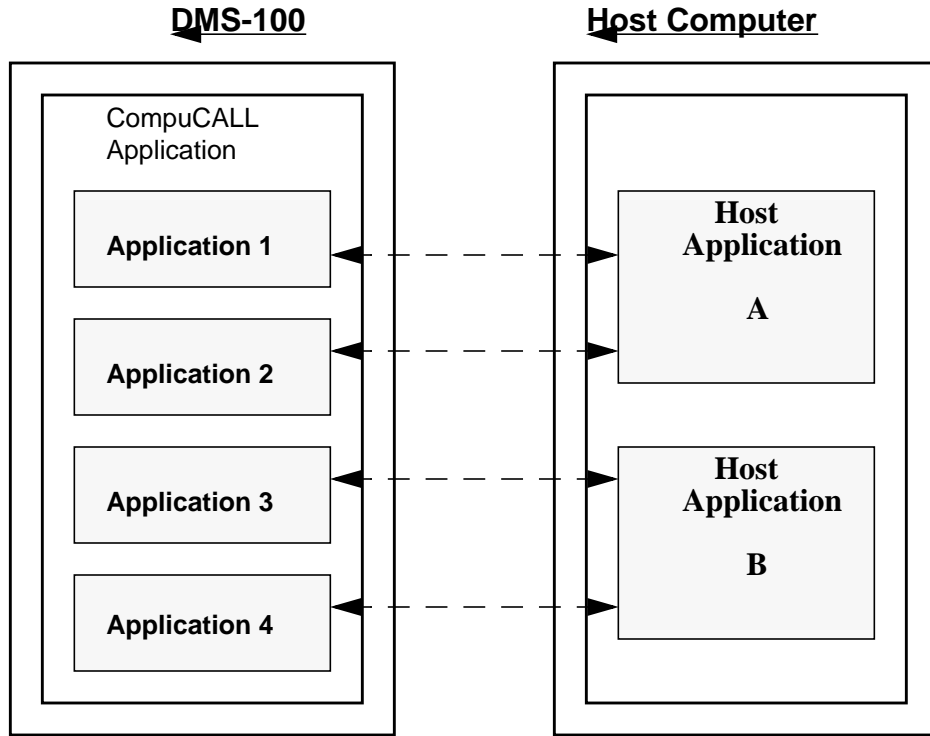 DMS-100
Host Computer
CompuCALL
Application
Application 1
Application 2
Application 3
Application 4
Host
Application
A
Host
Application
B